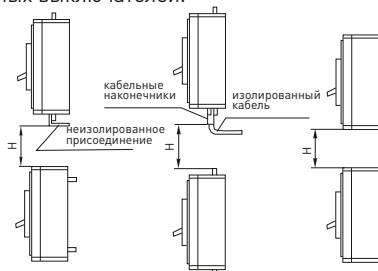 ных выключателей.
кабельные
наконечники
изолированный
кабель
неизолированное
присоединение
H
H
H